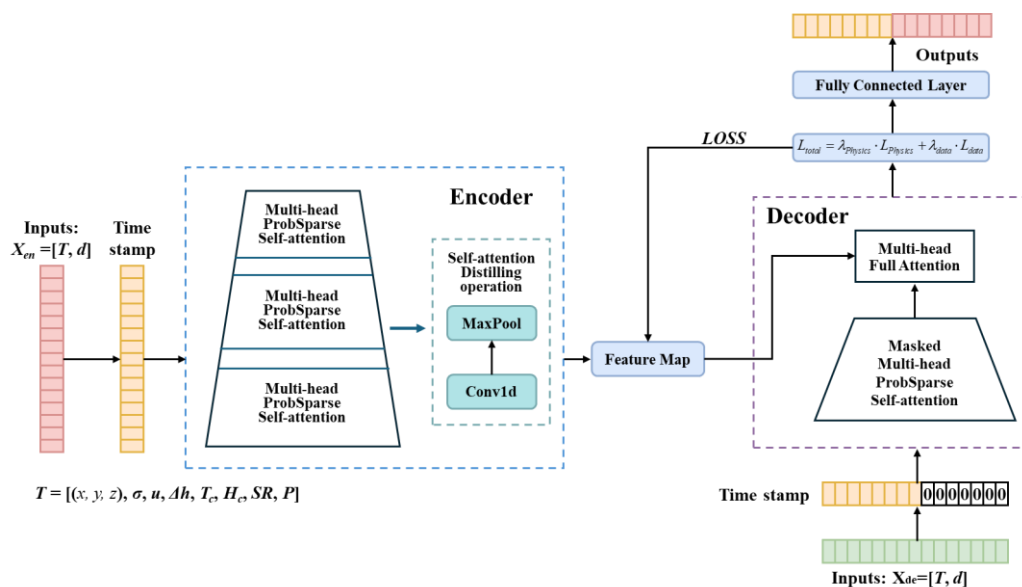 Outputs
Fully Connected Layer
LOSS
L_total = λ_Physics · L_Physics + λ_data · L_data
Encoder
Decoder
Inputs:
X_en =[T, d]
Time
stamp
Multi-head
ProbSparse
Self-attention
Multi-head
ProbSparse
Self-attention
Multi-head
ProbSparse
Self-attention
Self-attention
Distilling
operation
MaxPool
Conv1d
Feature Map
Multi-head
Full Attention
Masked
Multi-head
ProbSparse
Self-attention
T = [(x, y, z), σ, u, Δh, T_c, H_c, SR, P]
Time stamp
0000000
Inputs: X_de=[T, d]